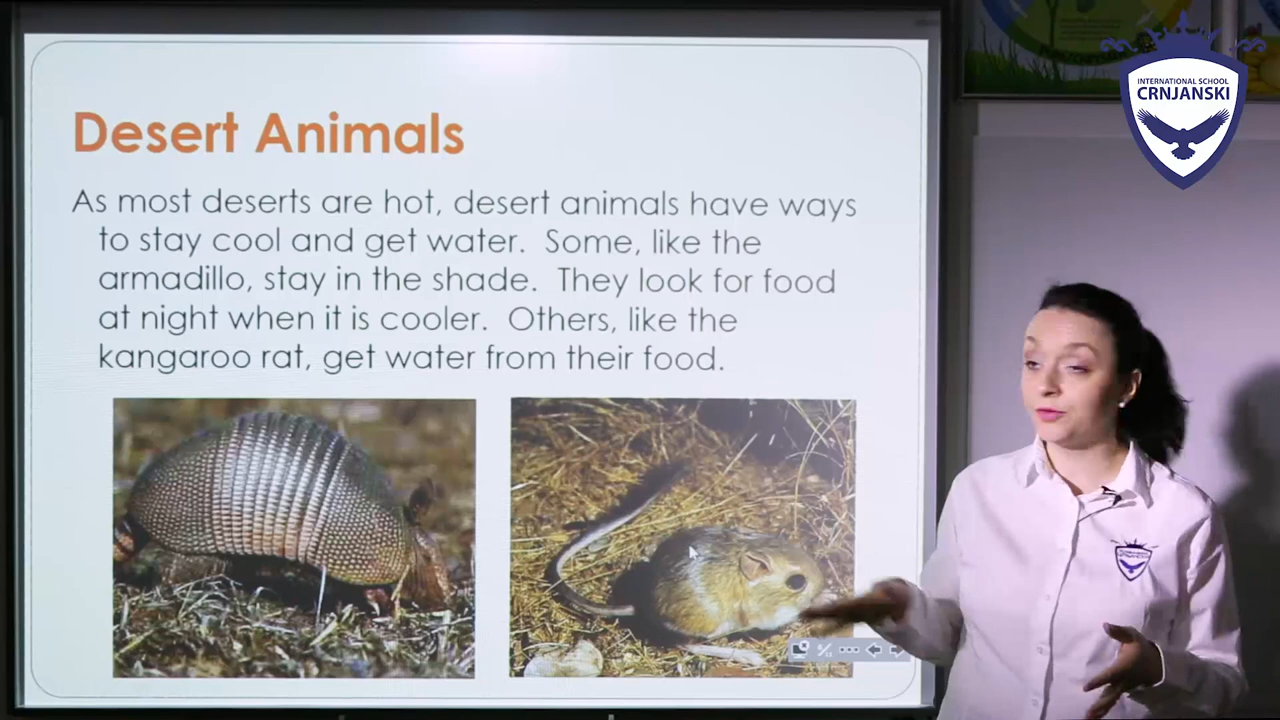 Desert Animals
As most deserts are hot, desert animals have ways
to stay cool and get water. Some, like the
armadillo, stay in the shade. They look for food
at night when it is cooler. Others, like the
kangaroo rat, get water from their food.
INTERNATIONAL SCHOOL
CRNJANSKI